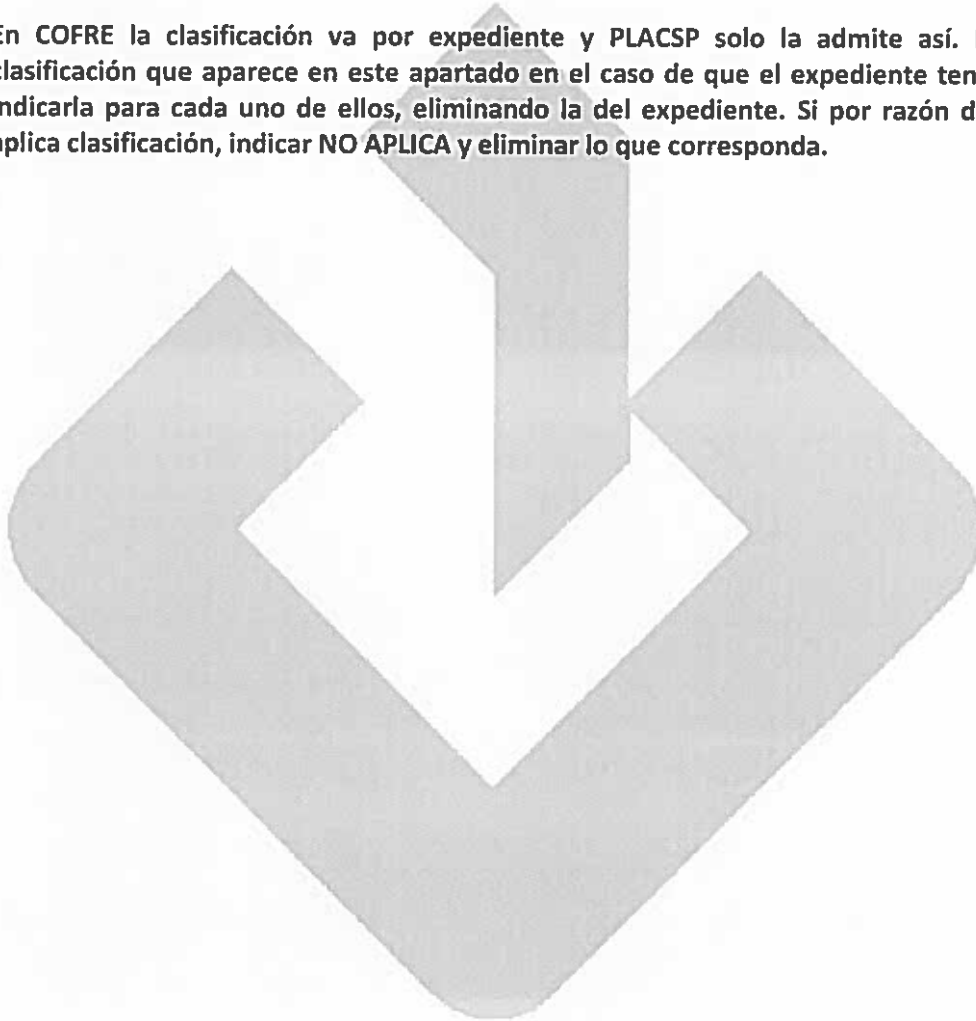 En COFRE la clasificación va por expediente y PLACSP solo la admite así.
clasificación que aparece en este apartado en el caso de que el expediente ten
indicarla para cada uno de ellos, eliminando la del expediente. Si por razón d
aplica clasificación, indicar NO APLICA y eliminar lo que corresponda.